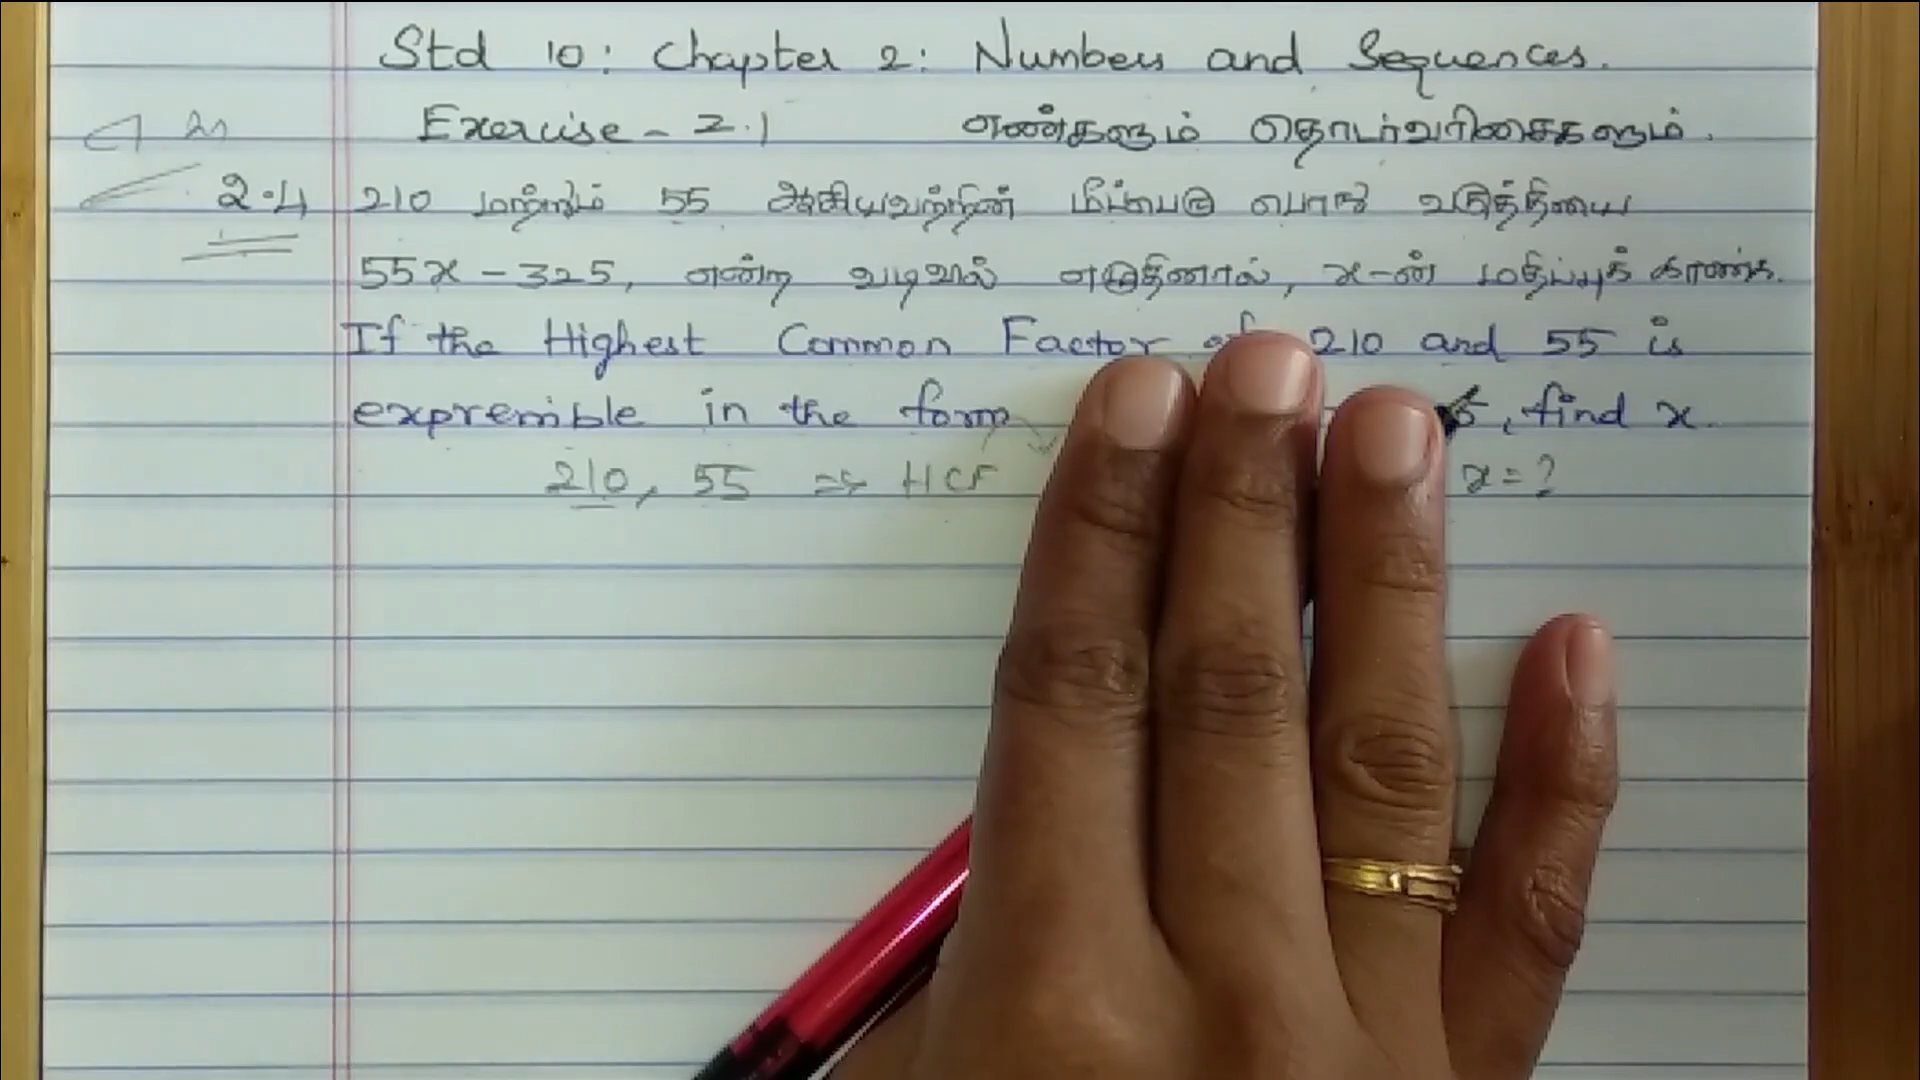 Std 10: Chapter 2: Numbers and Sequences.
Exercise - 2.1 எண்களும் தொடர்வரிசைகளும்.
2.4 210 மற்றும் 55 ஆகியவற்றின் மீப்பெரு பொது வகுத்தியை
55x - 325, என்ற வடிவில் எழுதினால், x-ன் மதிப்புக் காண்க.
If the Highest Common Factor of 210 and 55 is
expressible in the form 5, find x.
210, 55 ⇒ HCF x = ?